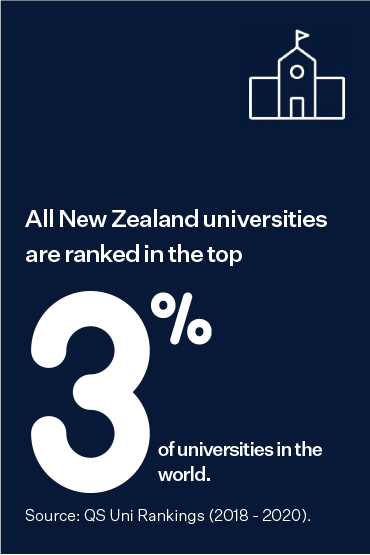 All New Zealand universities
are ranked in the top
3%
of universities in the
world.
Source: QS Uni Rankings (2018 - 2020).